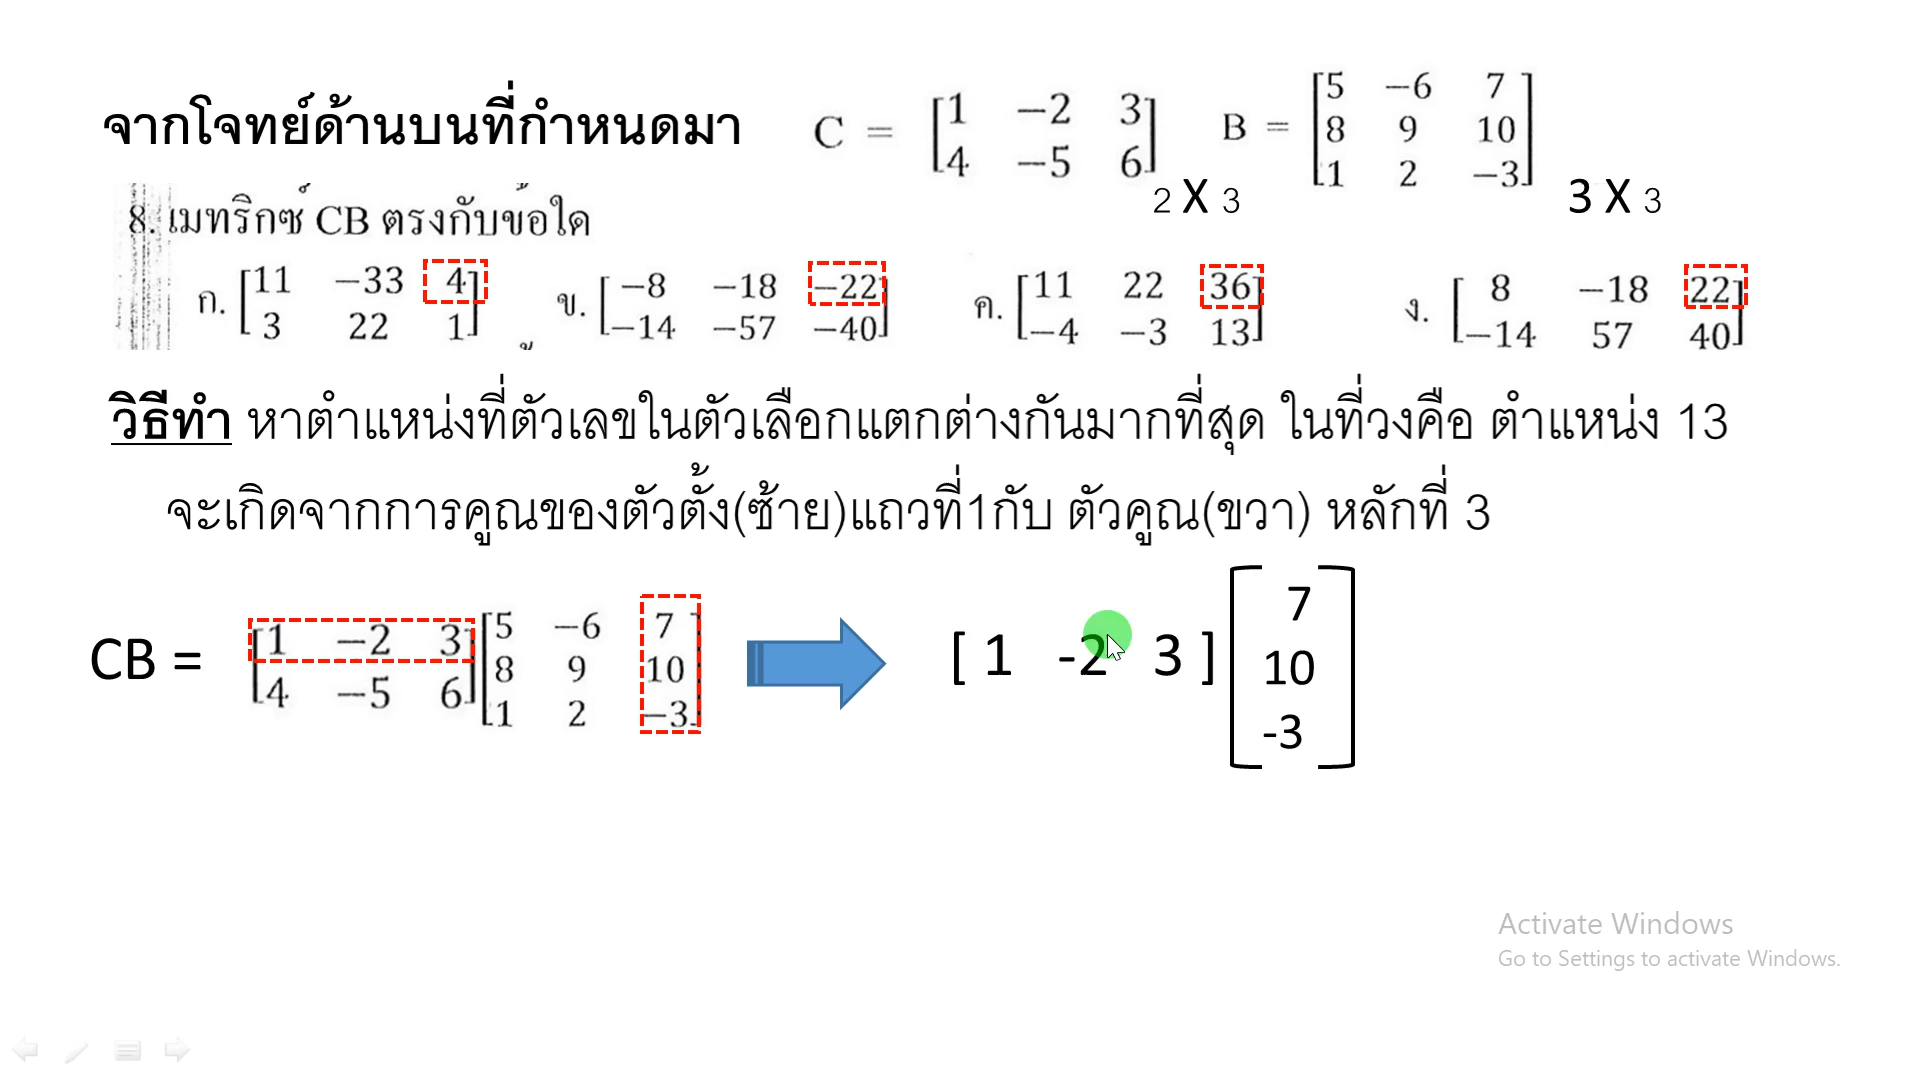 จากโจทย์ด้านบนที่กำหนดมา C = [1 −2 3] B = [5 −6 7]
[4 −5 6] [8 9 10]
[1 2 −3]
2 X 3 3 X 3
8. เมทริกซ์ CB ตรงกับข้อใด
ก. [11 −33 4] ข. [−8 −18 −22] ค. [11 22 36] ง. [8 −18 22]
[3 22 1] [−14 −57 −40] [−4 −3 13] [−14 57 40]
วิธีทำ หาตำแหน่งที่ตัวเลขในตัวเลือกแตกต่างกันมากที่สุด ในที่วงคือ ตำแหน่ง 13
จะเกิดจากการคูณของตัวตั้ง(ซ้าย)แถวที่1กับ ตัวคูณ(ขวา) หลักที่ 3
CB = [1 −2 3] [5 −6 7] [ 1 -2 3 ] [7]
[4 −5 6] [8 9 10] [10]
[1 2 −3] [-3]
Activate Windows
Go to Settings to activate Windows.